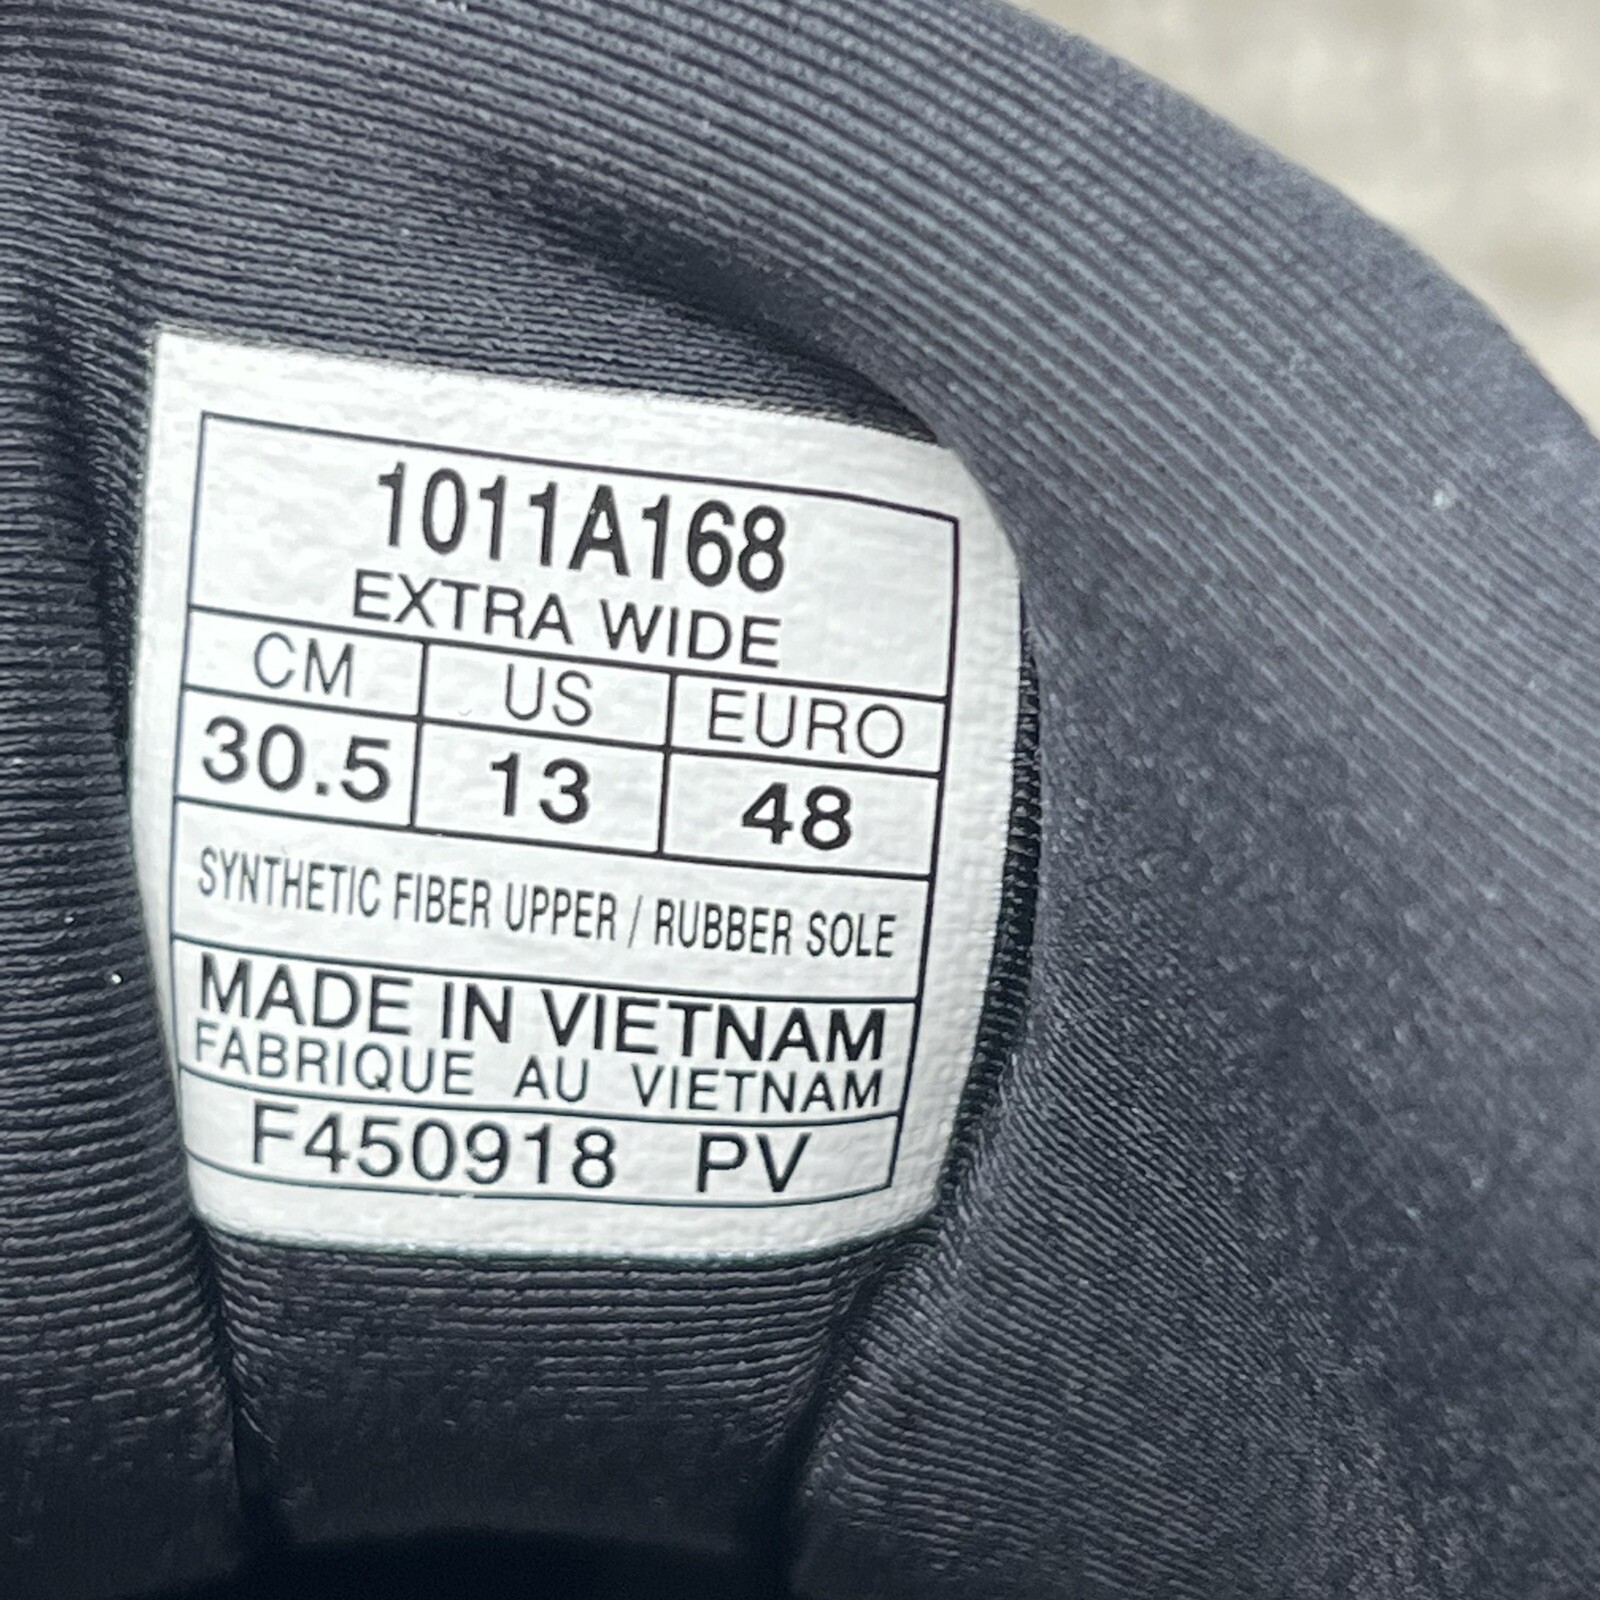 1011A168
EXTRA WIDE
CM US EURO
30.5 13 48
SYNTHETIC FIBER UPPER / RUBBER SOLE
MADE IN VIETNAM
FABRIQUE AU VIETNAM
F450918 PV